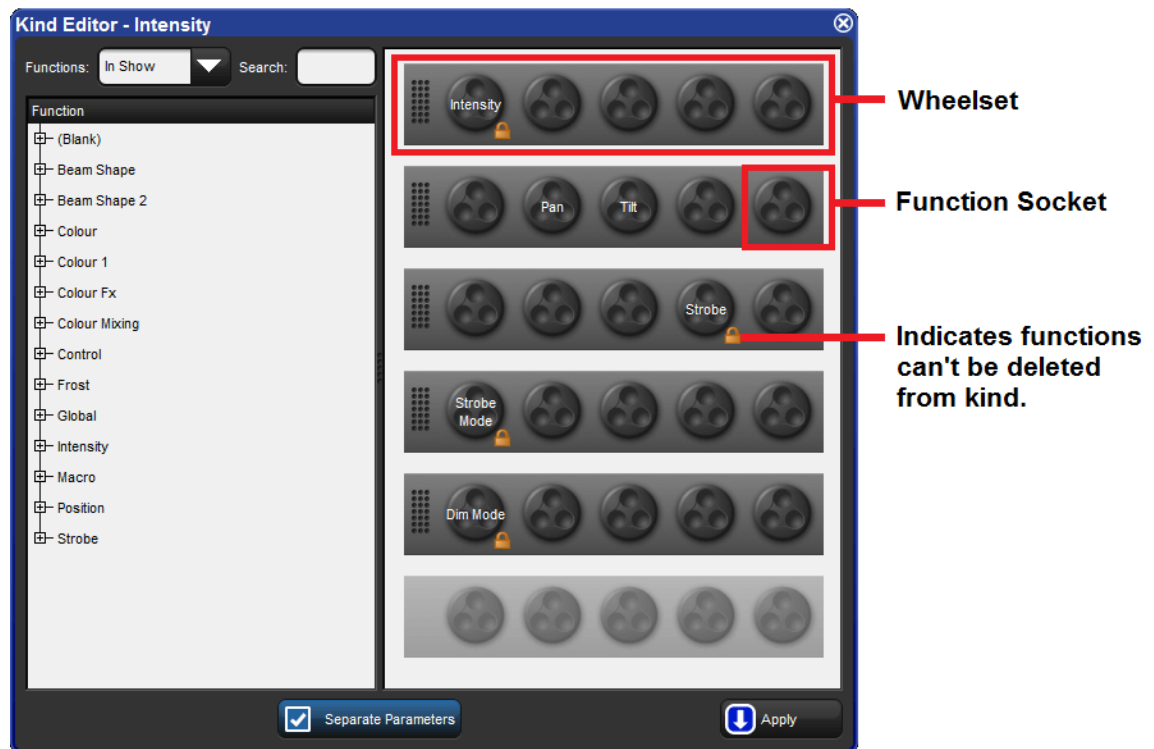 Kind Editor - Intensity
Functions: In Show Search:
Function
(Blank)
Beam Shape
Beam Shape 2
Colour
Colour 1
Colour Fx
Colour Mixing
Control
Frost
Global
Intensity
Macro
Position
Strobe
Intensity
Pan Tilt
Strobe
Strobe
Mode
Dim Mode
Separate Parameters
Apply
Wheelset
Function Socket
Indicates functions
can't be deleted
from kind.